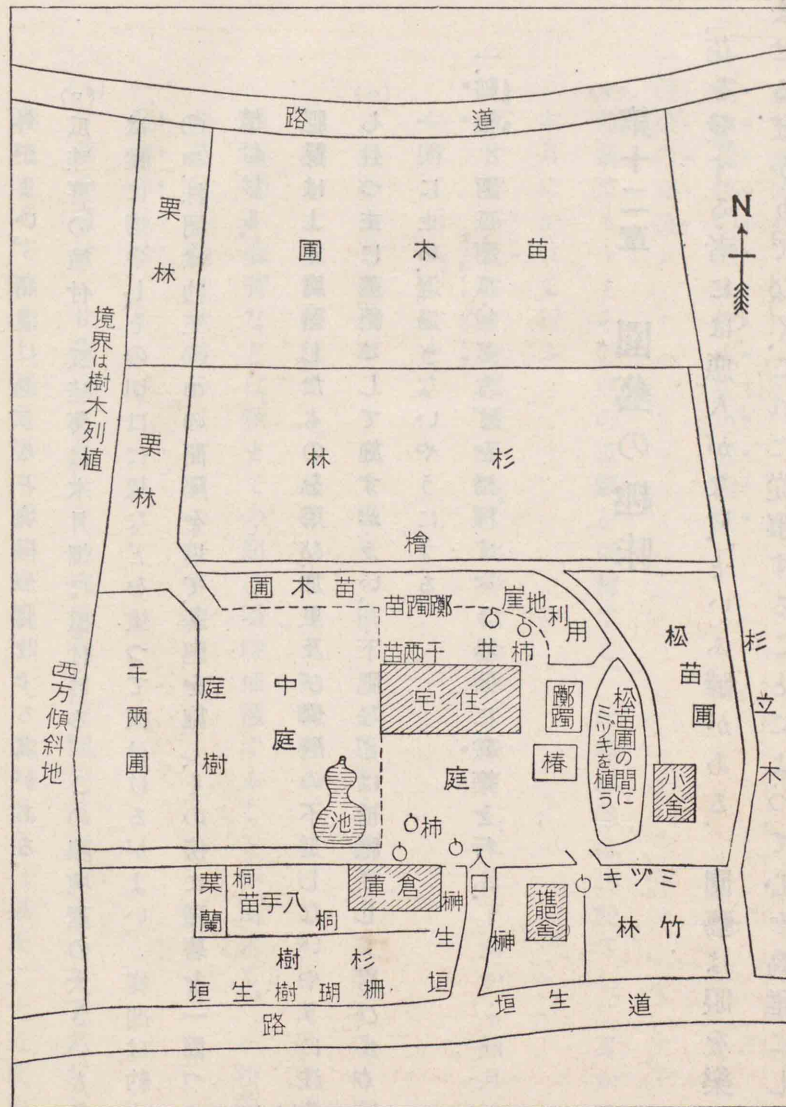 道路
N
苗木圃
栗林
境界は樹木列植
杉林
栗林
檜
苗木圃
躑躅苗
崖地利用
柿
井
千両苗
住宅
躑躅
椿
松苗圃の間にミヅキを植う
松苗圃
杉立木
小舎
中庭
庭樹
千両圃
西方傾斜地
池
庭
柿
入口
倉庫
榊生垣
桐
八手苗
桐
葉蘭
杉樹
珊瑚樹生垣
榊
生垣
堆肥舎
ミヅキ
竹林
道路